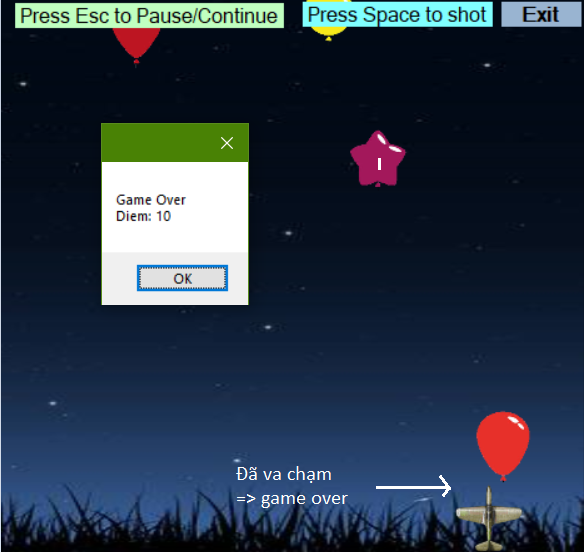 Press Esc to Pause/Continue
Press Space to shot
Exit
Game Over
Diem: 10
OK
Đã va chạm
=> game over